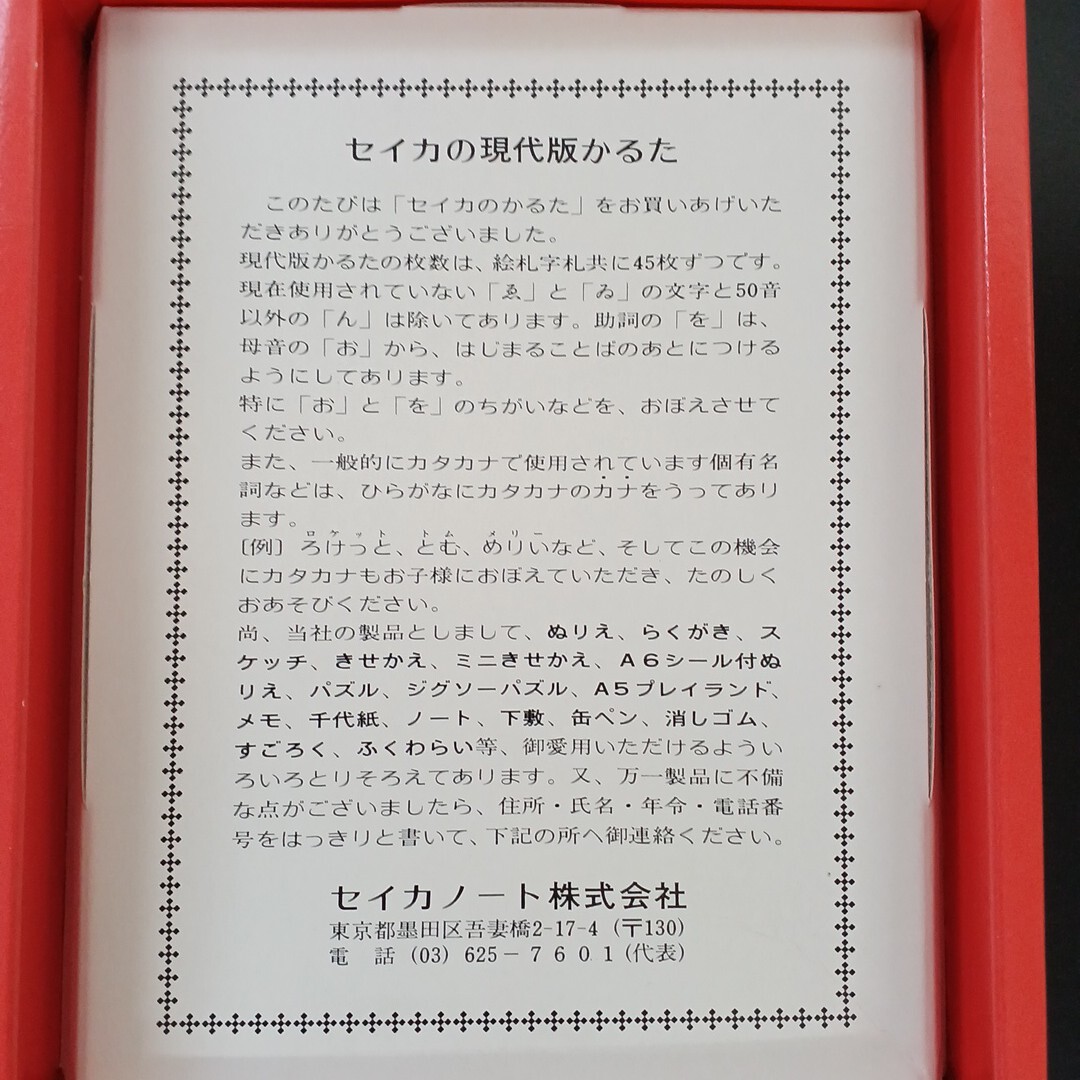 セイカの現代版かるた
このたびは「セイカのかるた」をお買いあげいた
だきありがとうございました。
現代版かるたの枚数は、絵札字札共に45枚ずつです。
現在使用されていない「ゑ」と「ゐ」の文字と50音
以外の「ん」は除いてあります。助詞の「を」は、
母音の「お」から、はじまることばのあとにつける
ようにしてあります。
特に「お」と「を」のちがいなどを、おぼえさせて
ください。
また、一般的にカタカナで使用されています個有名
詞などは、ひらがなにカタカナのカナをうってあり
ます。
ロケット トム メリー
〔例〕ろけっと、とむ、めりいなど、そしてこの機会
にカタカナもお子様におぼえていただき、たのしく
おあそびください。
尚、当社の製品としまして、ぬりえ、らくがき、ス
ケッチ、きせかえ、ミニきせかえ、A6シール付ぬ
りえ、パズル、ジグソーパズル、A5プレイランド、
メモ、千代紙、ノート、下敷、缶ペン、消しゴム、
すごろく、ふくわらい等、御愛用いただけるようい
ろいろとりそろえてあります。又、万一製品に不備
な点がございましたら、住所・氏名・年令・電話番
号をはっきりと書いて、下記の所へ御連絡ください。
セイカノート株式会社
東京都墨田区吾妻橋2-17-4（〒130）
電　話（03）625－7601（代表）